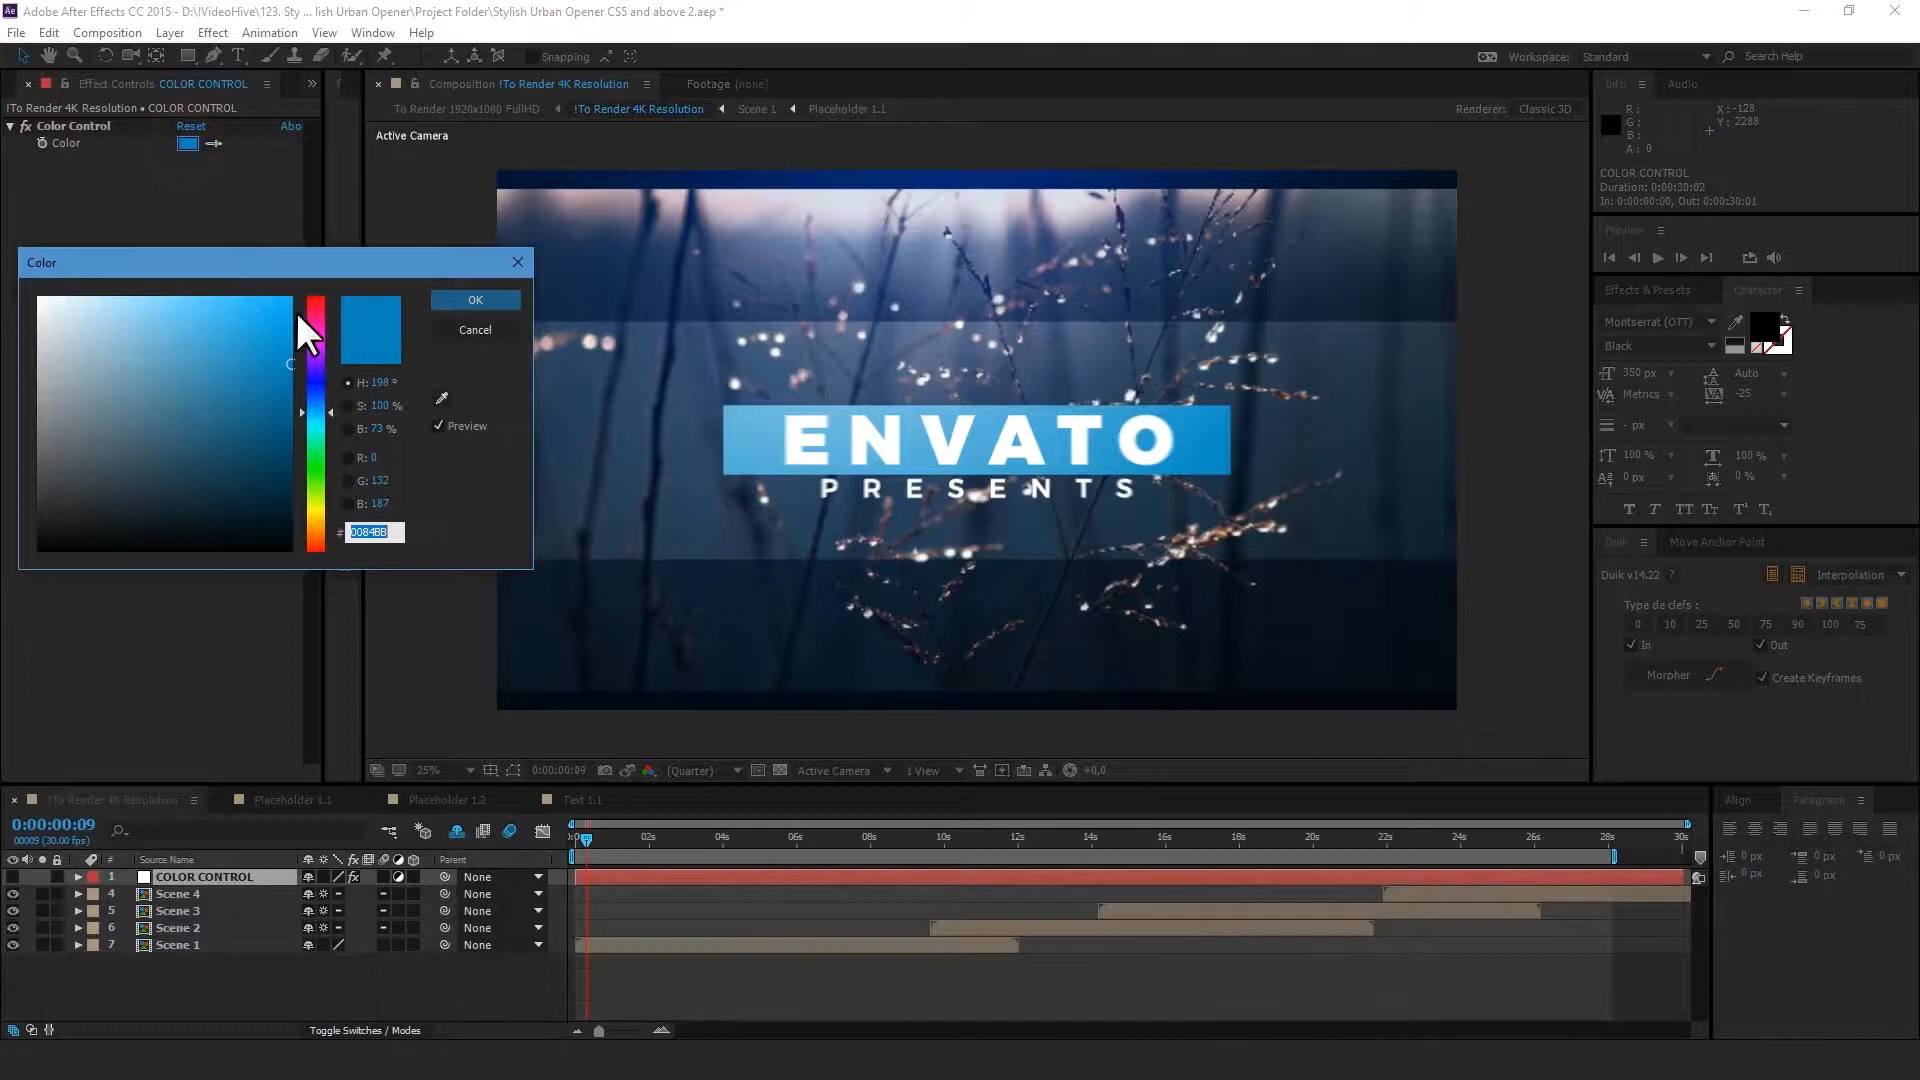 Adobe After Effects CC 2015 - D:\!VideoHive\123. Sty ... lish Urban Opener\Project Folder\Stylish Urban Opener CS5 and above 2.aep *
File Edit Composition Layer Effect Animation View Window Help
Snapping Workspace: Standard Search Help
Effect Controls COLOR CONTROL
Composition !To Render 4K Resolution Footage (none)
Info Audio
!To Render 4K Resolution • COLOR CONTROL
To Render 1920x1080 FullHD !To Render 4K Resolution Scene 1 Placeholder 1.1 Renderer: Classic 3D
Color Control Reset Abo
Color
Active Camera
R:
G:
B:
A: 0
X: -128
Y: 2288
COLOR CONTROL
Duration: 0:00:30:02
In: 0:00:00:00, Out: 0:00:30:01
Preview
Color
OK
Cancel
H: 198 °
S: 100 %
B: 73 %
Preview
R: 0
G: 132
B: 187
# 0084BB
ENVATO
PRESENTS
Effects & Presets Character
Montserrat (OTT)
Black
350 px Auto
Metrics -25
- px
100 % 100 %
0 px 0 %
T T TT Tr T¹ T₁
Duik Move Anchor Point
Duik v14.22 ? Interpolation
Type de clefs :
0 10 25 50 75 90 100 75
In Out
Morpher Create Keyframes
25% 0:00:00:09 (Quarter) Active Camera 1 View +0,0
!To Render 4K Resolution Placeholder 1.1 Placeholder 1.2 Text 1.1
Align Paragraph
0:00:00:09
00009 (30.00 fps)
02s 04s 06s 08s 10s 12s 14s 16s 18s 20s 22s 24s 26s 28s 30s
# Source Name Parent
1 COLOR CONTROL None
4 Scene 4 None
5 Scene 3 None
6 Scene 2 None
7 Scene 1 None
0 px 0 px 0 px
0 px 0 px
Toggle Switches / Modes